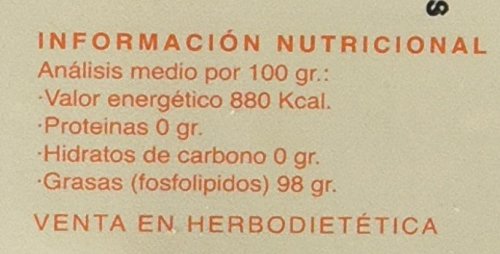 INFORMACIÓN NUTRICIONAL
Análisis medio por 100 gr.:
·Valor energético 880 Kcal.
·Proteinas 0 gr.
·Hidratos de carbono 0 gr.
·Grasas (fosfolipidos) 98 gr.
VENTA EN HERBODIETÉTICA